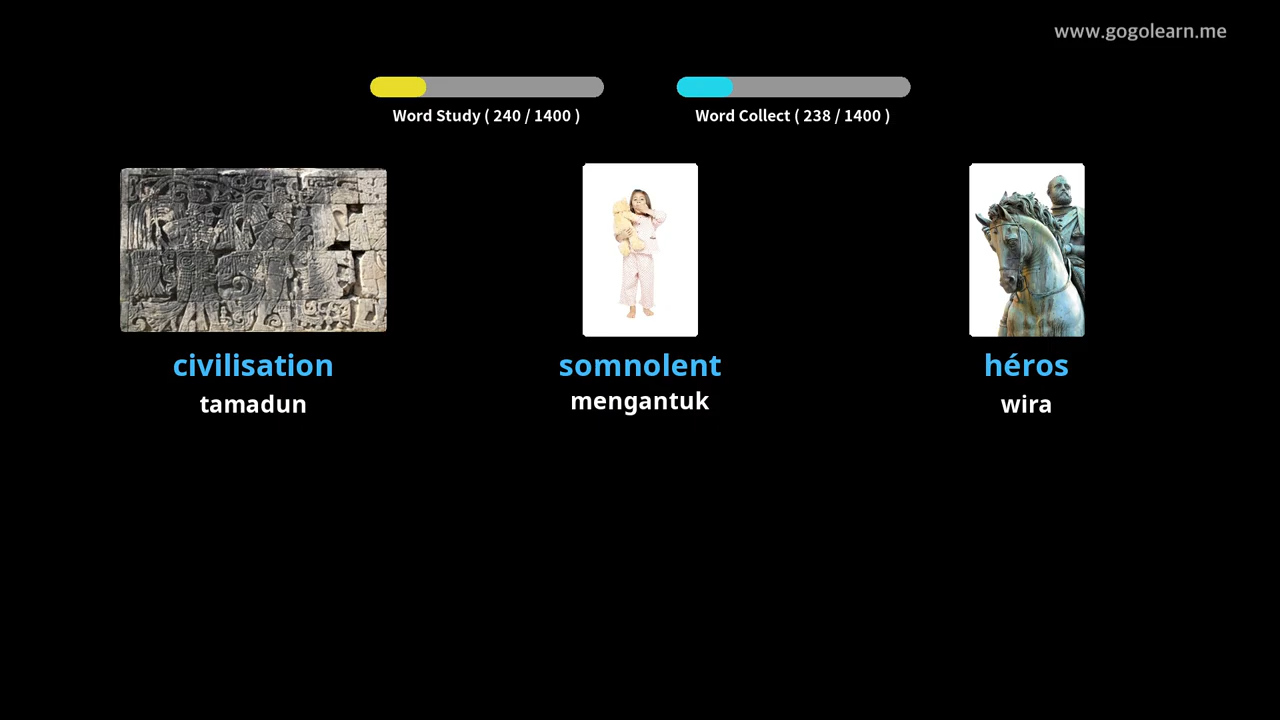 www.gogolearn.me
Word Study ( 240 / 1400 )
Word Collect ( 238 / 1400 )
civilisation
tamadun
somnolent
mengantuk
héros
wira